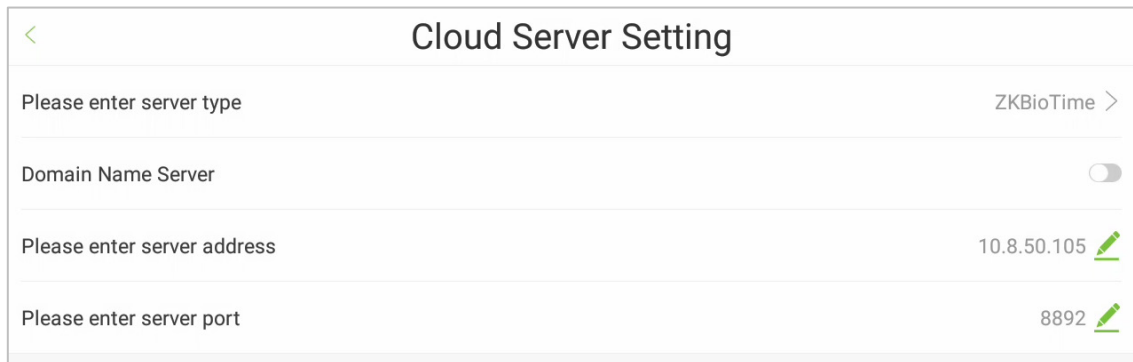 Cloud Server Setting
Please enter server type ZKBioTime
Domain Name Server
Please enter server address 10.8.50.105
Please enter server port 8892